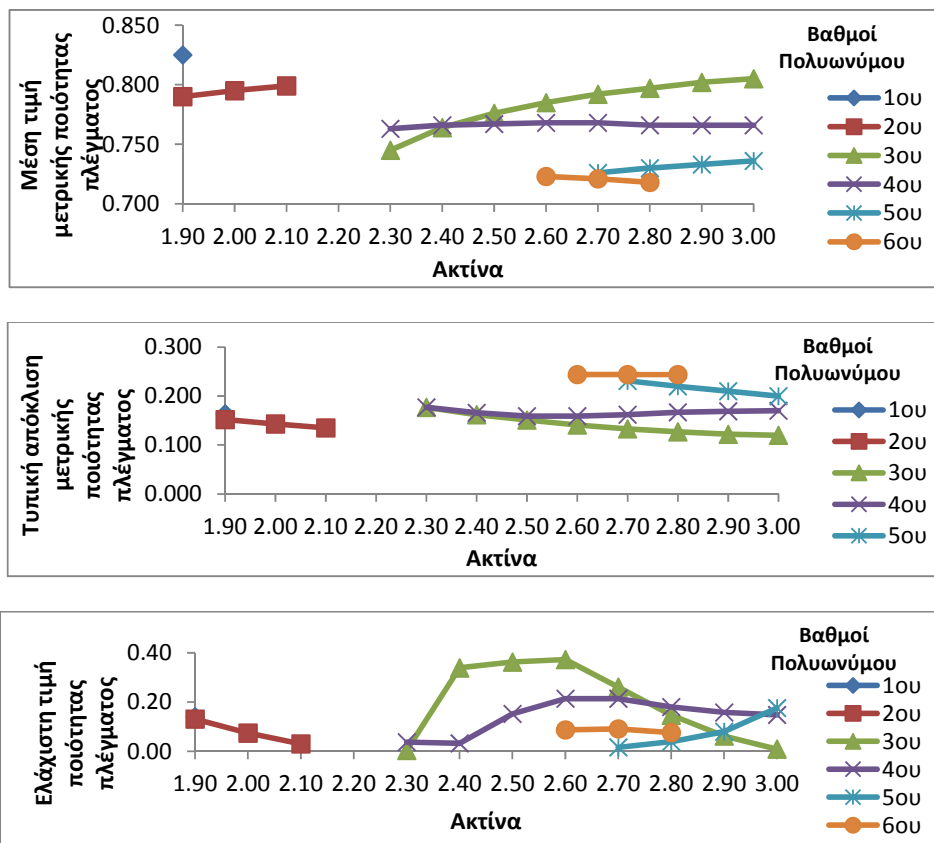 Μέση τιμή
μετρικής ποιότητας
πλέγματος
0.850
0.800
0.750
0.700
1.90 2.00 2.10 2.20 2.30 2.40 2.50 2.60 2.70 2.80 2.90 3.00
Ακτίνα
Βαθμοί
Πολυωνύμου
1ου
2ου
3ου
4ου
5ου
6ου
Τυπική απόκλιση
μετρικής
ποιότητας
πλέγματος
0.300
0.200
0.100
0.000
1.90 2.00 2.10 2.20 2.30 2.40 2.50 2.60 2.70 2.80 2.90 3.00
Ακτίνα
Βαθμοί
Πολυωνύμου
1ου
2ου
3ου
4ου
5ου
Ελάχιστη τιμή
ποιότητας
πλέγματος
0.40
0.20
0.00
1.90 2.00 2.10 2.20 2.30 2.40 2.50 2.60 2.70 2.80 2.90 3.00
Ακτίνα
Βαθμοί
Πολυωνύμου
1ου
2ου
3ου
4ου
5ου
6ου